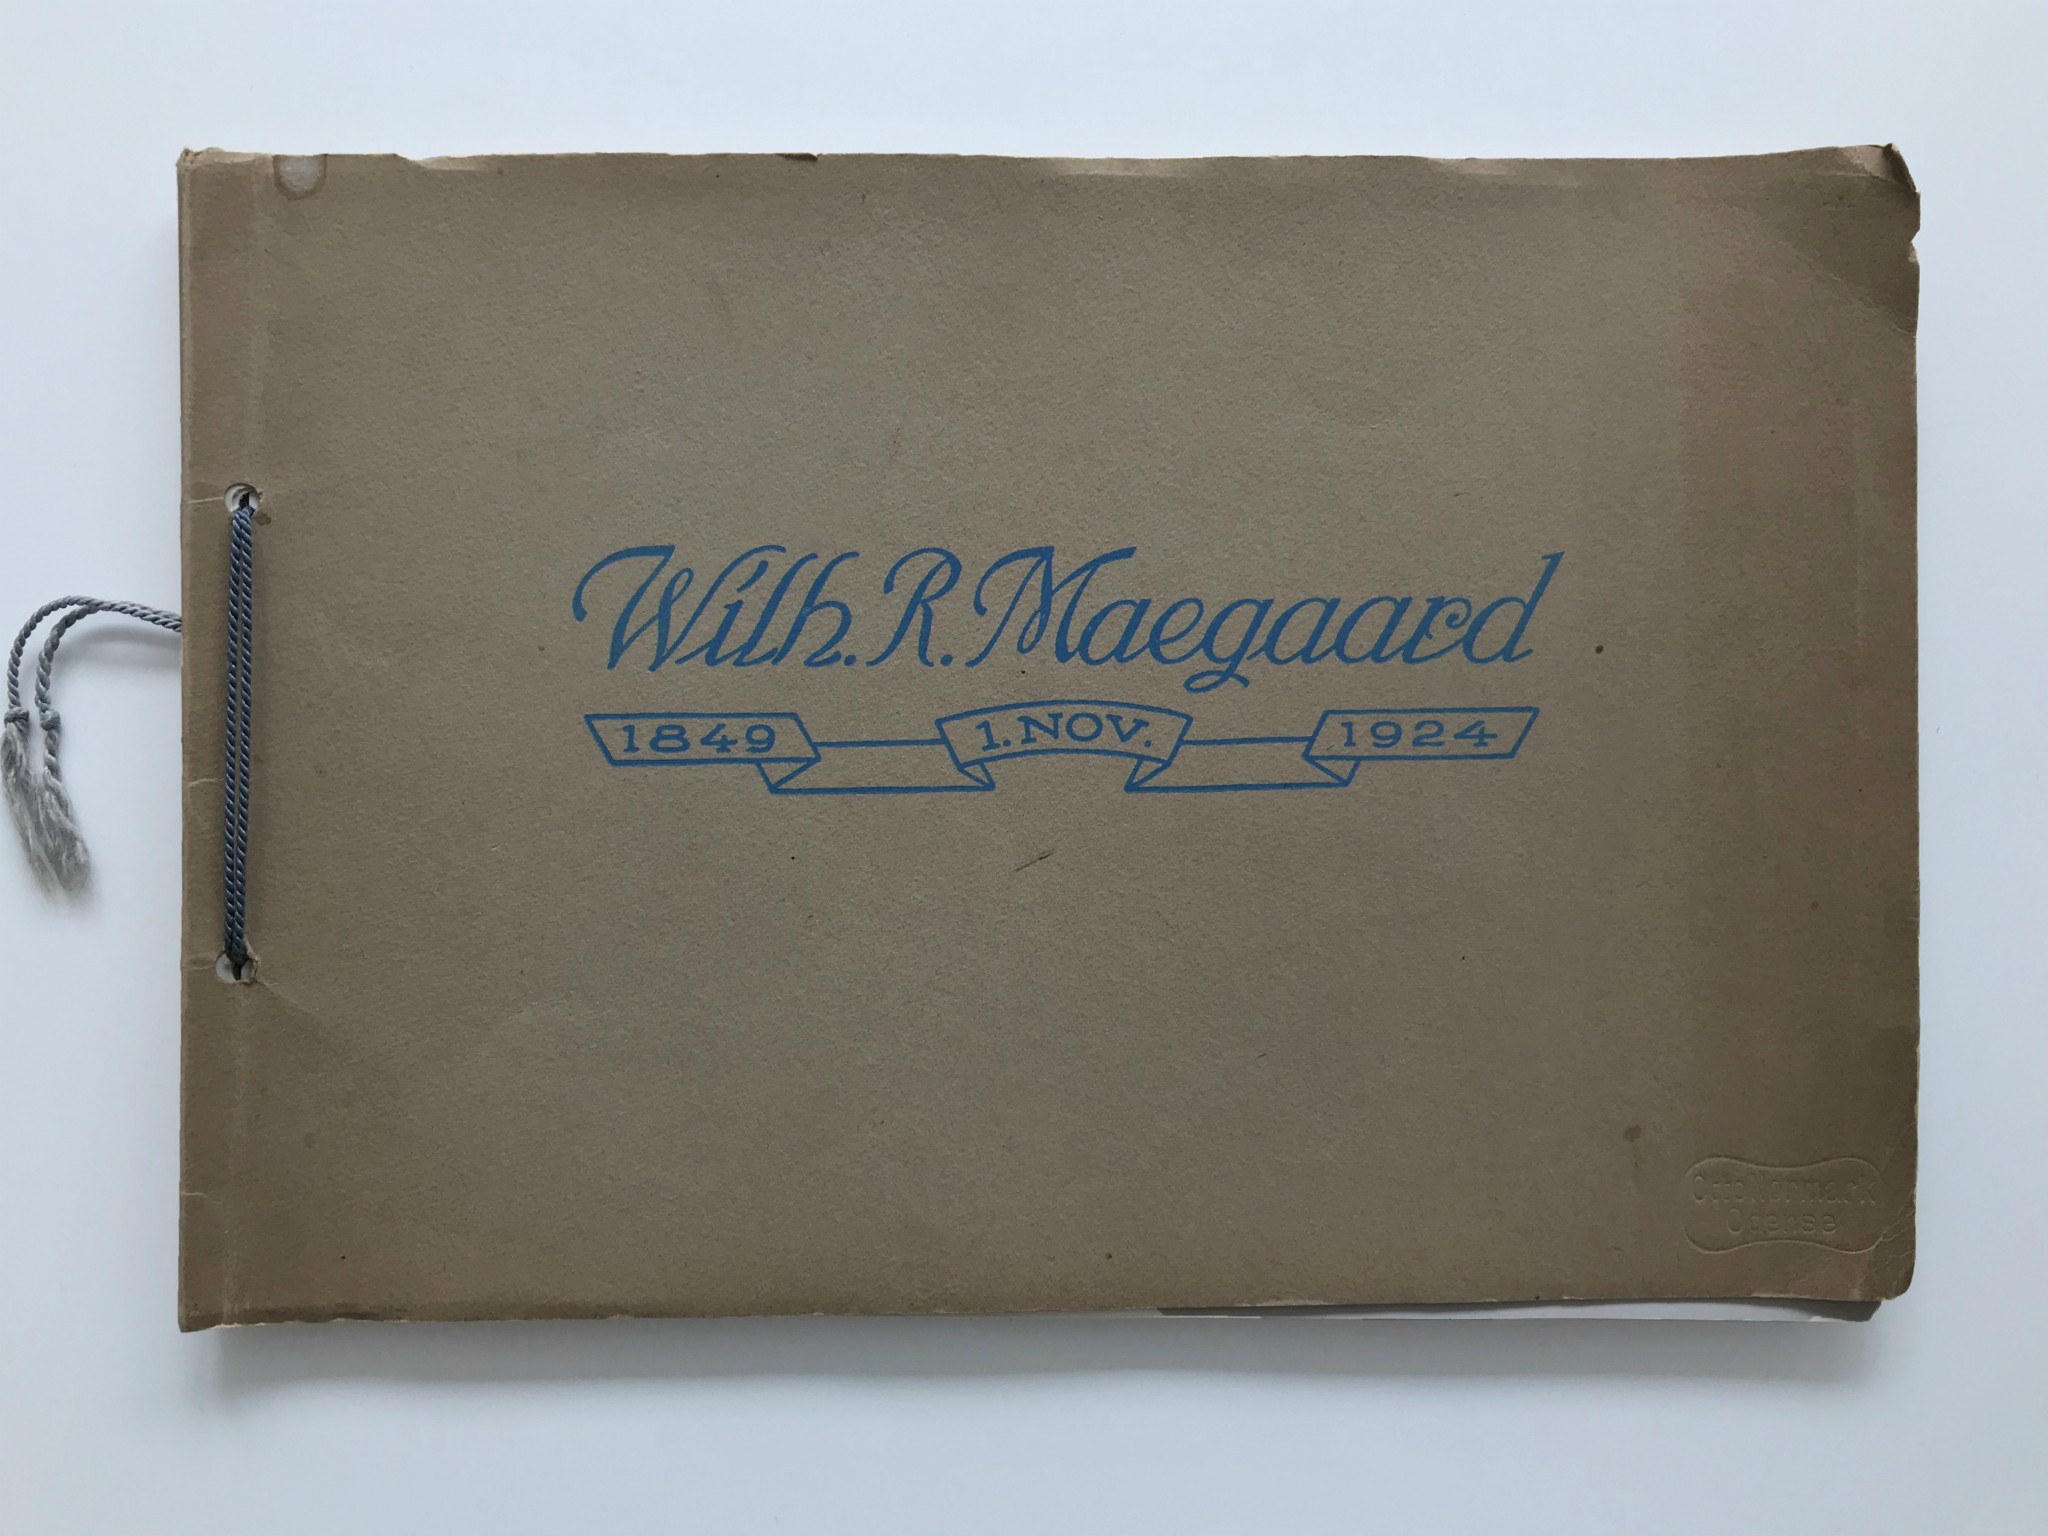 Wilh. R. Maegaard
1849 1. NOV. 1924
Otto Normark
Odense